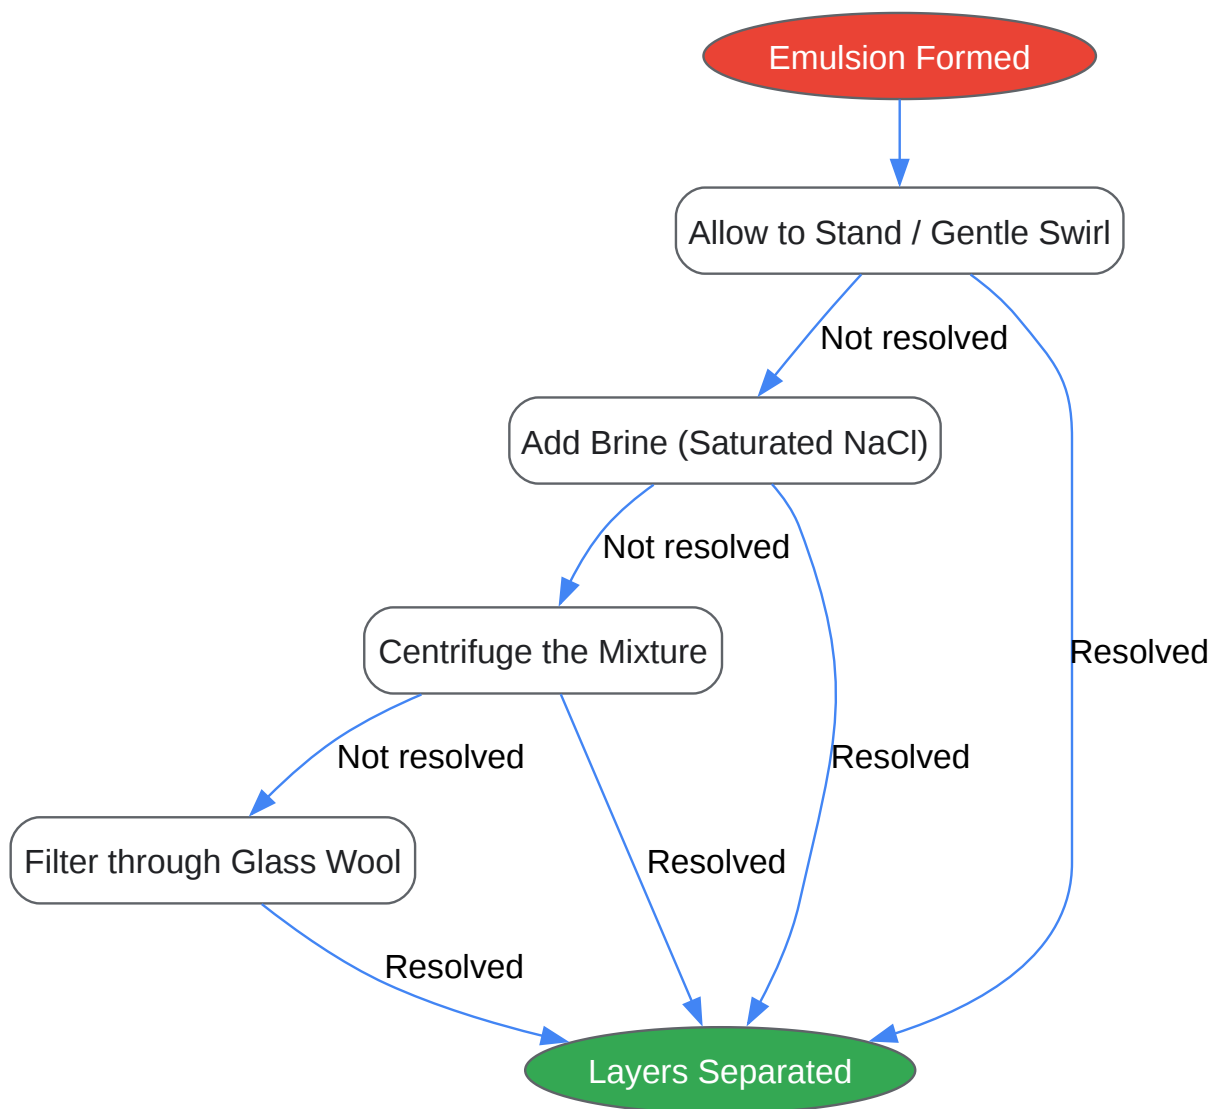 Emulsion Formed
Allow to Stand / Gentle Swirl
Not resolved
Add Brine (Saturated NaCl)
Not resolved
Centrifuge the Mixture
Resolved
Not resolved
Resolved
Filter through Glass Wool
Resolved
Resolved
Layers Separated